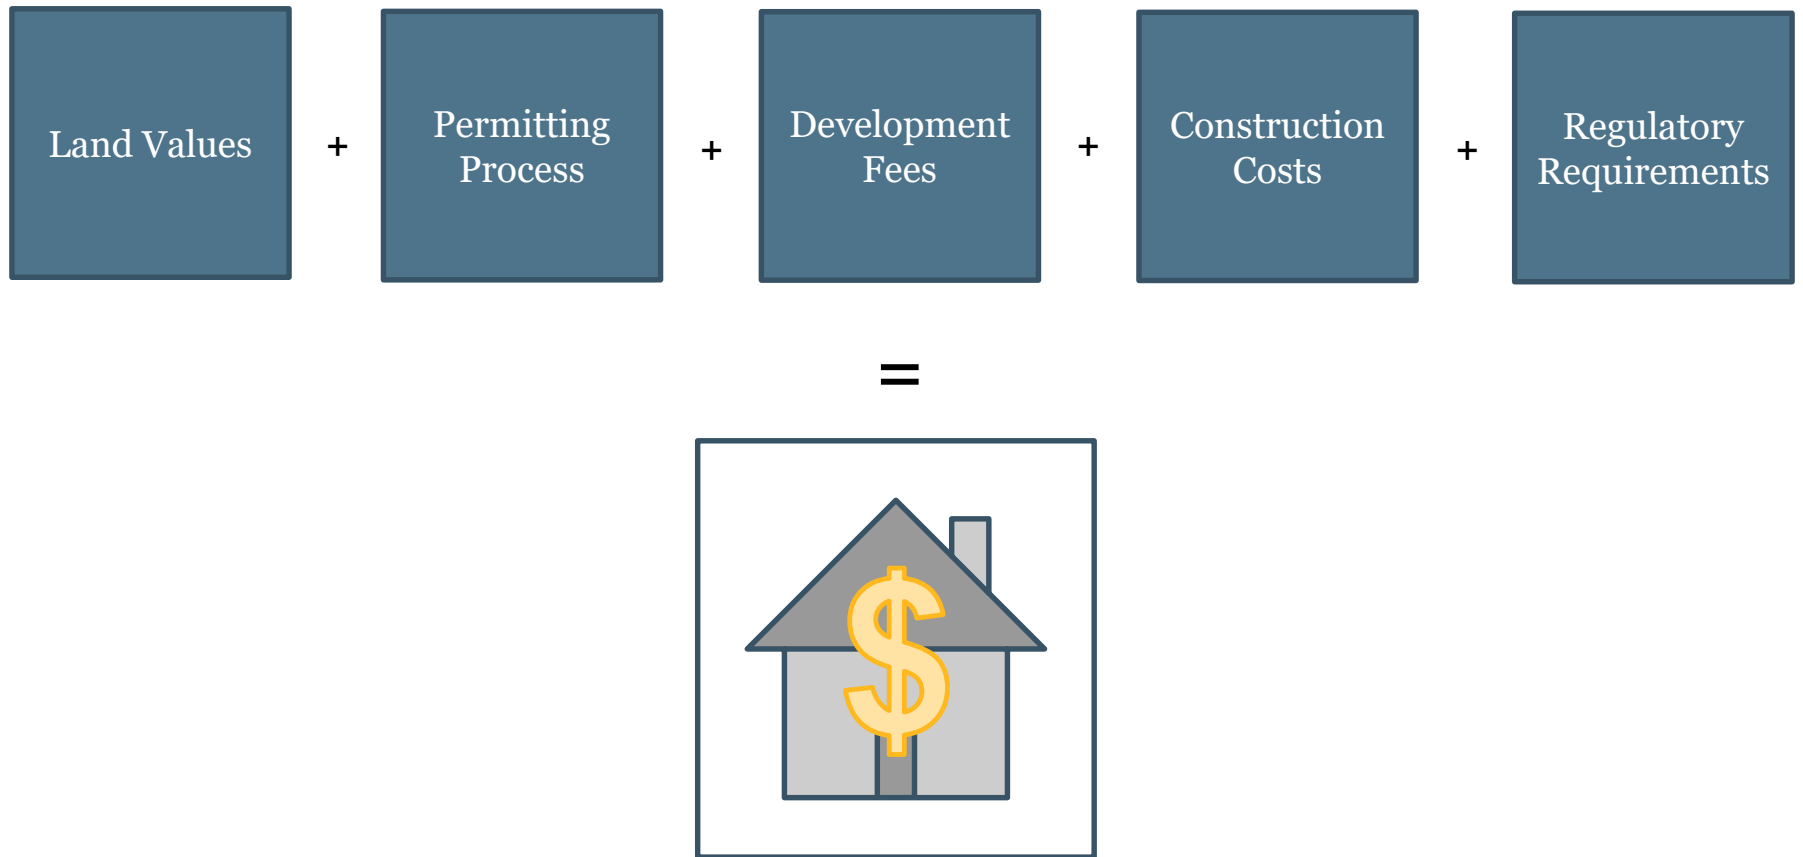 Land Values
+
Permitting
Process
+
Development
Fees
+
Construction
Costs
+
Regulatory
Requirements
=
$